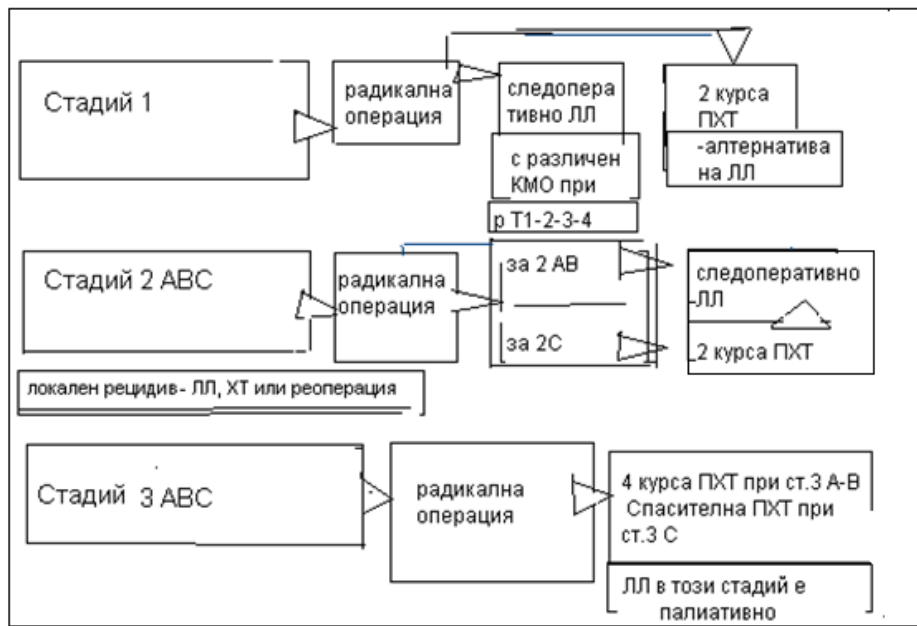 Стадий 1
радикална
операция
следопера
тивно ЛЛ
с различен
КМО при
р Т1-2-3-4
2 курса
ПХТ
-алтернатива
на ЛЛ
Стадий 2 АВС
радикална
операция
за 2 АВ
за 2С
следоперативно
ЛЛ
2 курса ПХТ
локален рецидив- ЛЛ, ХТ или реоперация
Стадий 3 АВС
радикална
операция
4 курса ПХТ при ст.3 А-В
Спасителна ПХТ при
ст.3 С
ЛЛ в този стадий е
палиативно